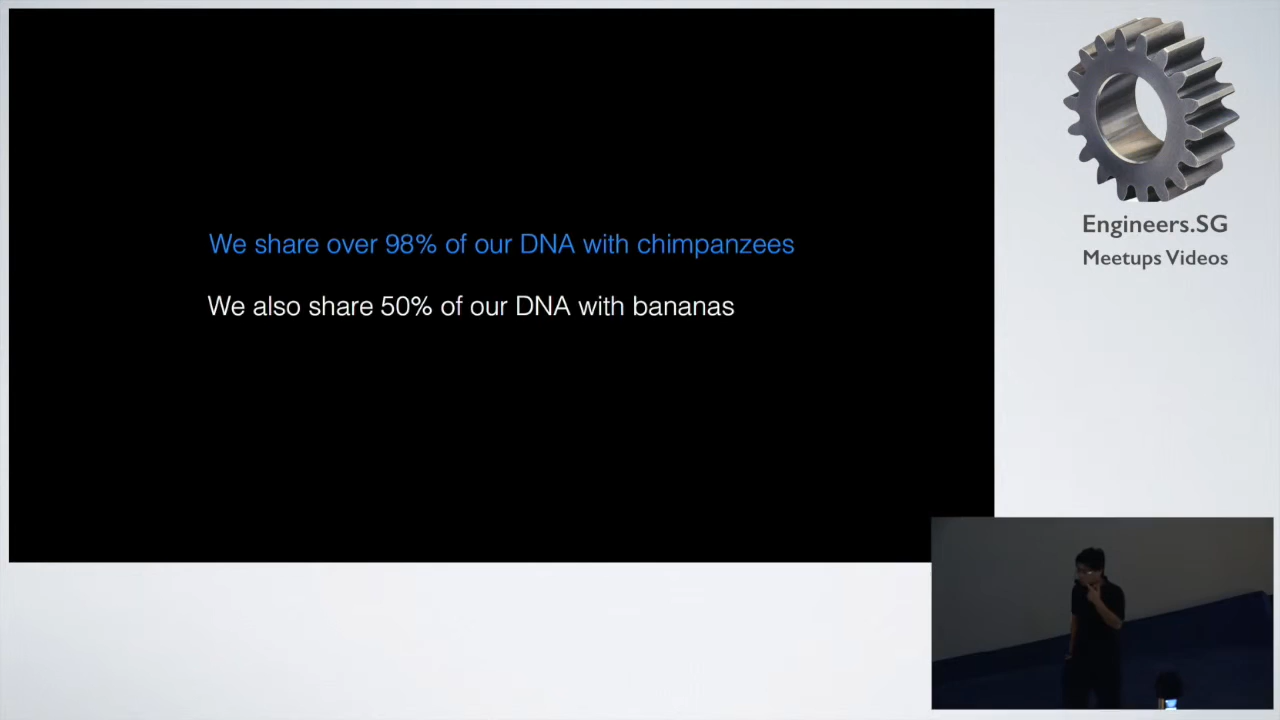 We share over 98% of our DNA with chimpanzees
We also share 50% of our DNA with bananas
Engineers.SG
Meetups Videos